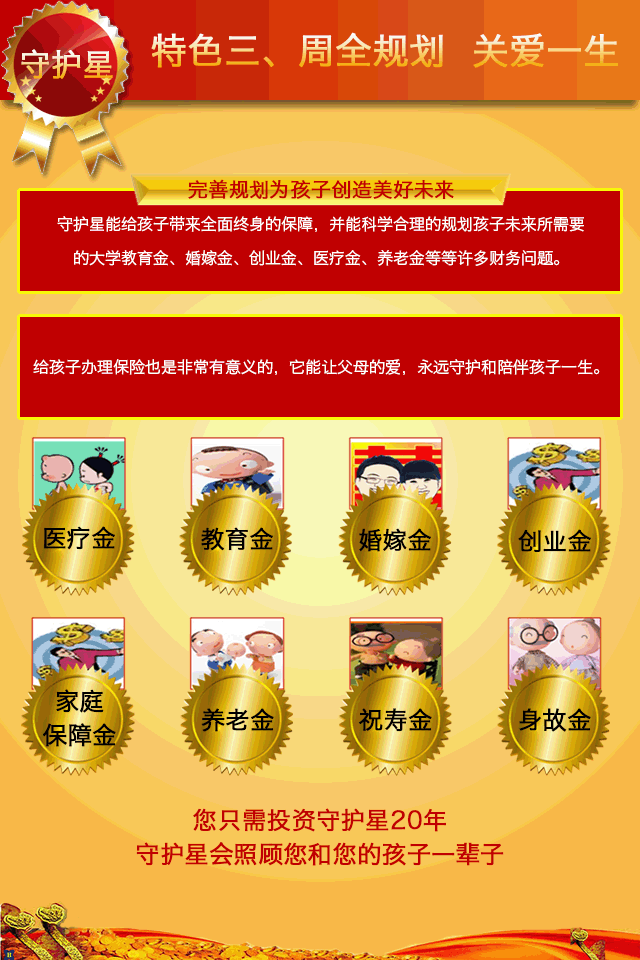 守护星
特色三、周全规划 关爱一生
完善规划为孩子创造美好未来
守护星能给孩子带来全面终身的保障，并能科学合理的规划孩子未来所需要
的大学教育金、婚嫁金、创业金、医疗金、养老金等等许多财务问题。
给孩子办理保险也是非常有意义的，它能让父母的爱，永远守护和陪伴孩子一生。
医疗金 教育金 婚嫁金 创业金
家庭
保障金 养老金 祝寿金 身故金
您只需投资守护星20年
守护星会照顾您和您的孩子一辈子